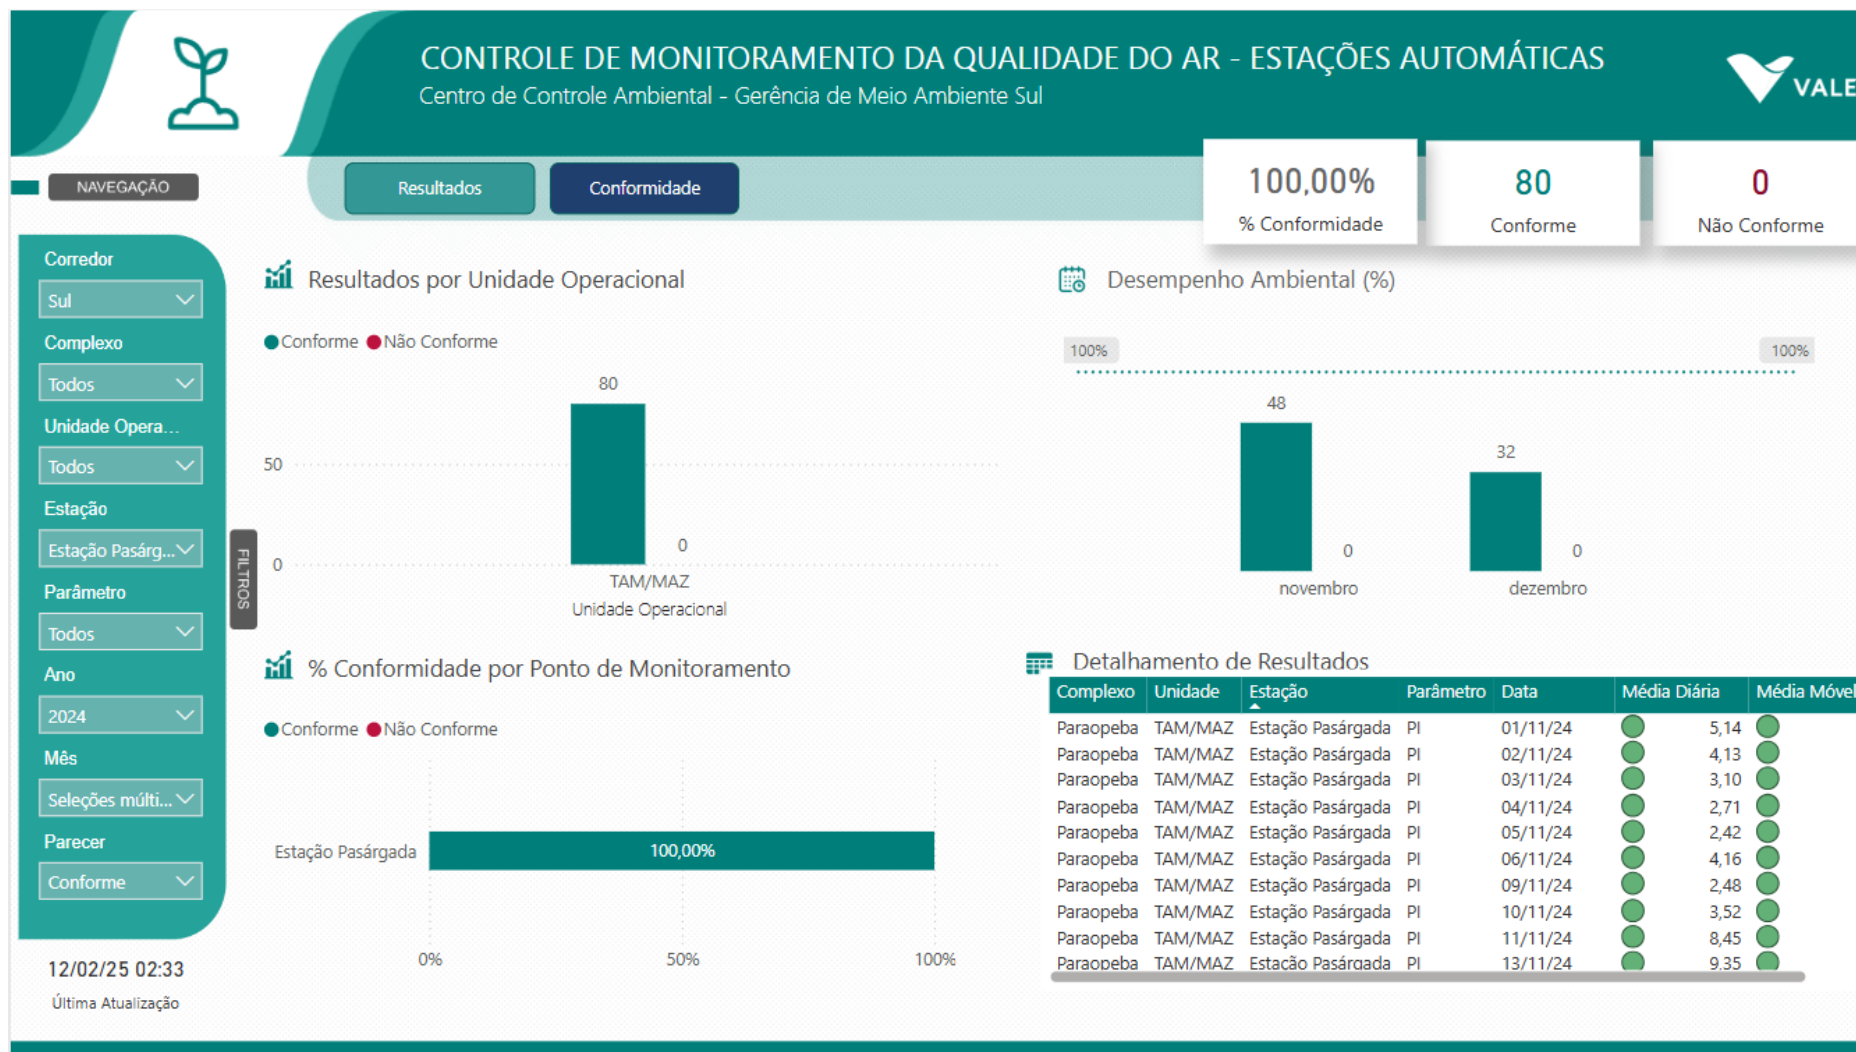 CONTROLE DE MONITORAMENTO DA QUALIDADE DO AR - ESTAÇÕES AUTOMÁTICAS
Centro de Controle Ambiental - Gerência de Meio Ambiente Sul
VALE
NAVEGAÇÃO
Resultados
Conformidade
100,00%
% Conformidade
80
Conforme
0
Não Conforme
Corredor
Sul
Complexo
Todos
Unidade Opera...
Todos
Estação
Estação Pasárg...
Parâmetro
Todos
Ano
2024
Mês
Seleções múlti...
Parecer
Conforme
12/02/25 02:33
Última Atualização
FILTROS
Resultados por Unidade Operacional
Conforme Não Conforme
80
50
0
0
TAM/MAZ
Unidade Operacional
Desempenho Ambiental (%)
100% 100%
48
32
0
0
novembro dezembro
% Conformidade por Ponto de Monitoramento
Conforme Não Conforme
Estação Pasárgada 100,00%
0% 50% 100%
Detalhamento de Resultados
Complexo Unidade Estação Parâmetro Data Média Diária Média Móvel
Paraopeba TAM/MAZ Estação Pasárgada PI 01/11/24 5,14
Paraopeba TAM/MAZ Estação Pasárgada PI 02/11/24 4,13
Paraopeba TAM/MAZ Estação Pasárgada PI 03/11/24 3,10
Paraopeba TAM/MAZ Estação Pasárgada PI 04/11/24 2,71
Paraopeba TAM/MAZ Estação Pasárgada PI 05/11/24 2,42
Paraopeba TAM/MAZ Estação Pasárgada PI 06/11/24 4,16
Paraopeba TAM/MAZ Estação Pasárgada PI 09/11/24 2,48
Paraopeba TAM/MAZ Estação Pasárgada PI 10/11/24 3,52
Paraopeba TAM/MAZ Estação Pasárgada PI 11/11/24 8,45
Paraopeba TAM/MAZ Estação Pasárgada PI 13/11/24 9,35